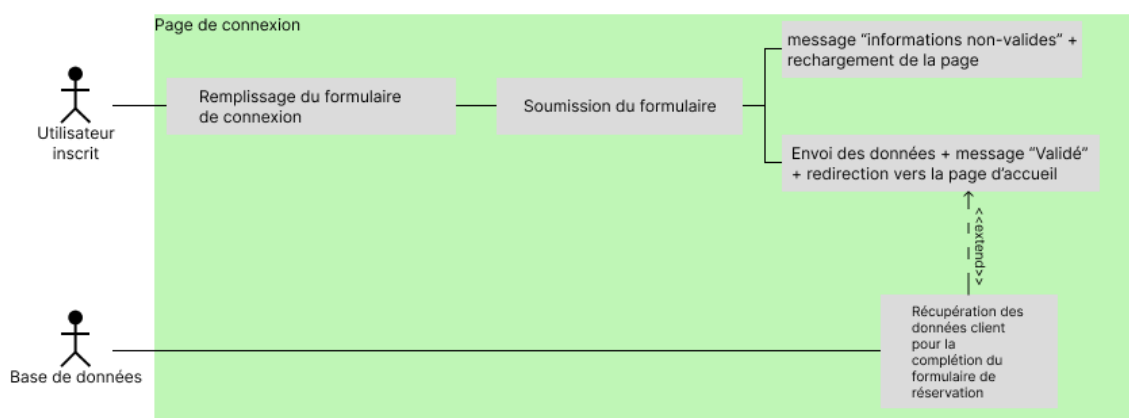 Page de connexion
message “informations non-valides” +
rechargement de la page
Remplissage du formulaire
de connexion
Soumission du formulaire
Utilisateur
inscrit
Envoi des données + message “Validé”
+ redirection vers la page d’accueil
<<extend>>
Récupération des
données client
pour la
complétion du
formulaire de
réservation
Base de données